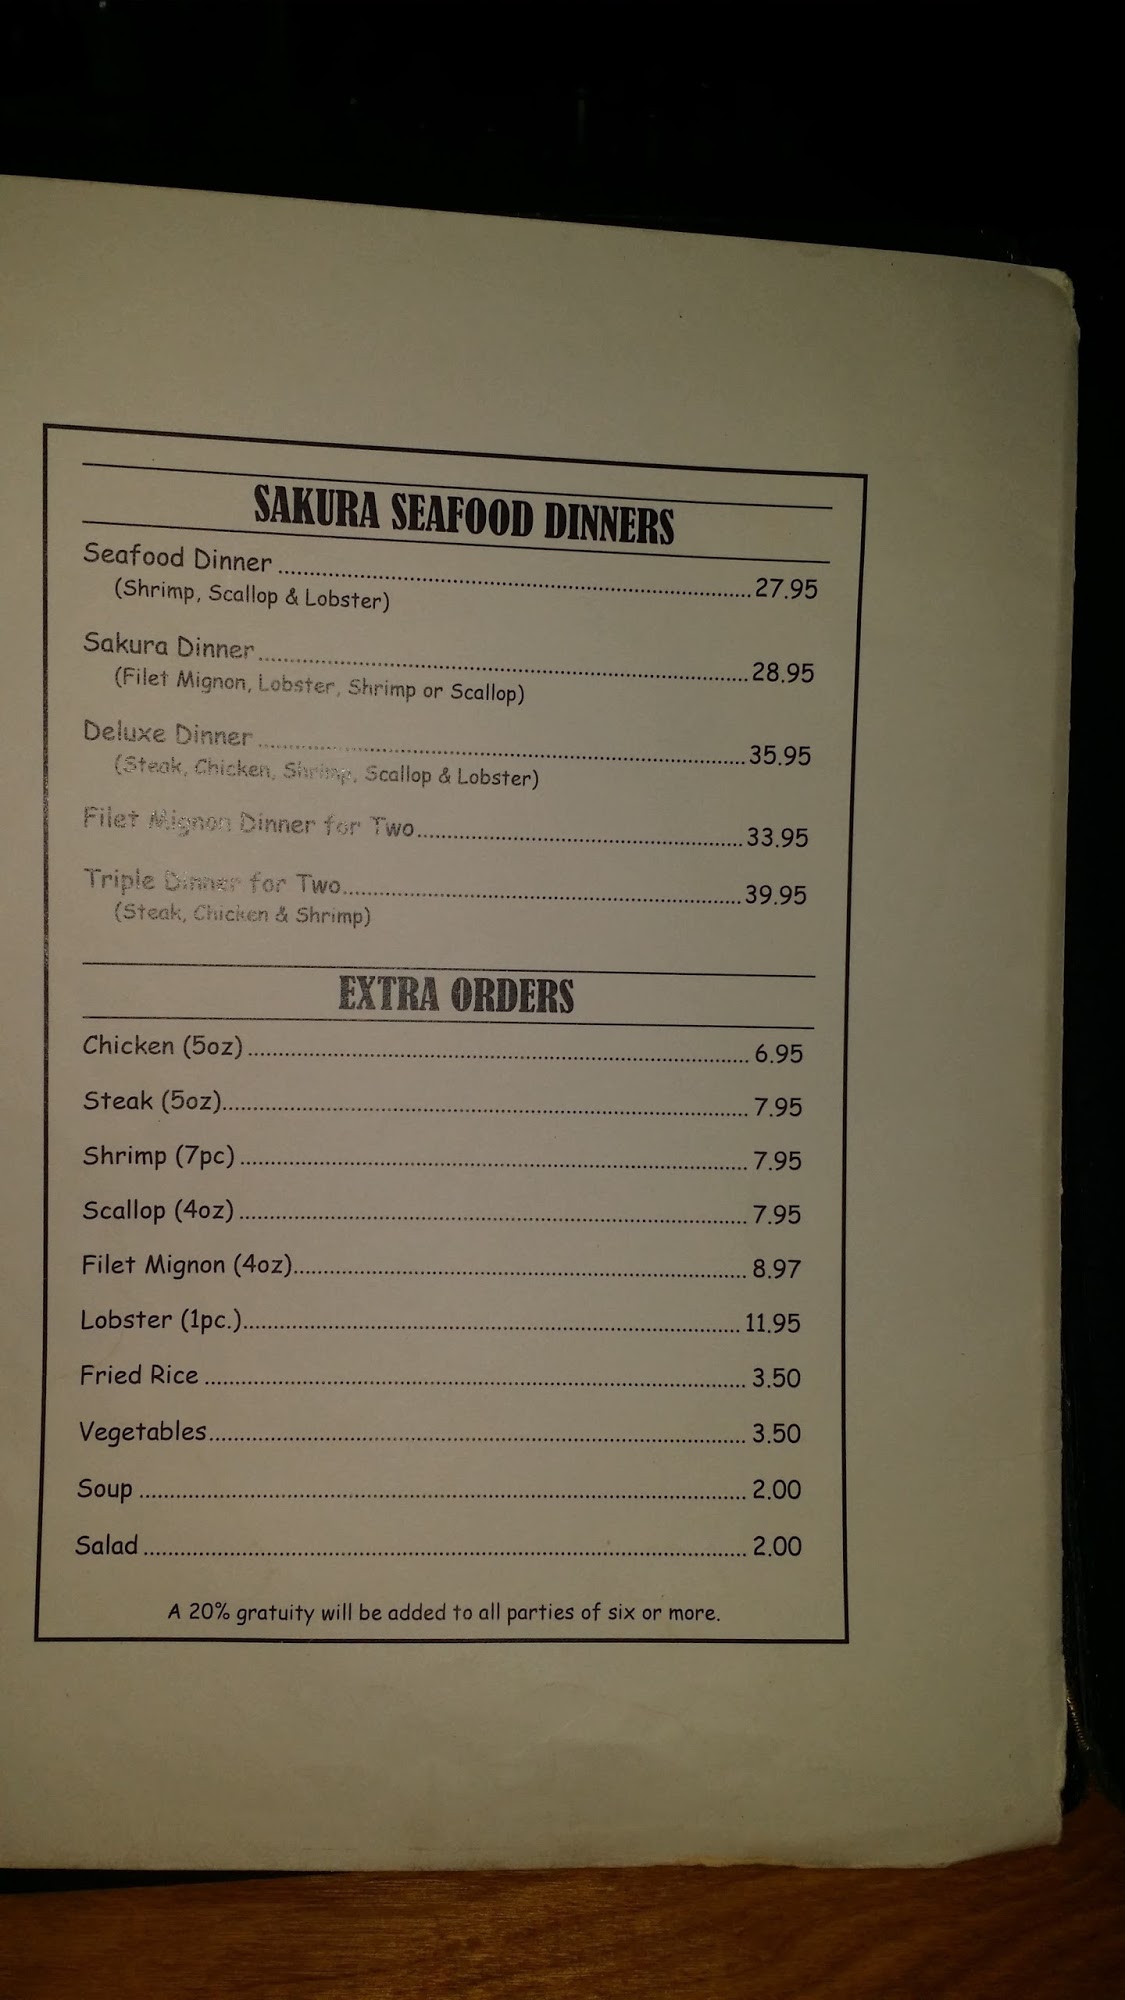 SAKURA SEAFOOD DINNERS
Seafood Dinner ........ 27.95
(Shrimp, Scallop & Lobster)
Sakura Dinner ........ 28.95
(Filet Mignon, Lobster, Shrimp or Scallop)
Deluxe Dinner ........ 35.95
(Steak, Chicken, Shrimp, Scallop & Lobster)
Filet Mignon Dinner for Two ........ 33.95
Triple Dinner for Two ........ 39.95
(Steak, Chicken & Shrimp)
EXTRA ORDERS
Chicken (5oz) ........ 6.95
Steak (5oz) ........ 7.95
Shrimp (7pc) ........ 7.95
Scallop (4oz) ........ 7.95
Filet Mignon (4oz) ........ 8.97
Lobster (1pc.) ........ 11.95
Fried Rice ........ 3.50
Vegetables ........ 3.50
Soup ........ 2.00
Salad ........ 2.00
A 20% gratuity will be added to all parties of six or more.